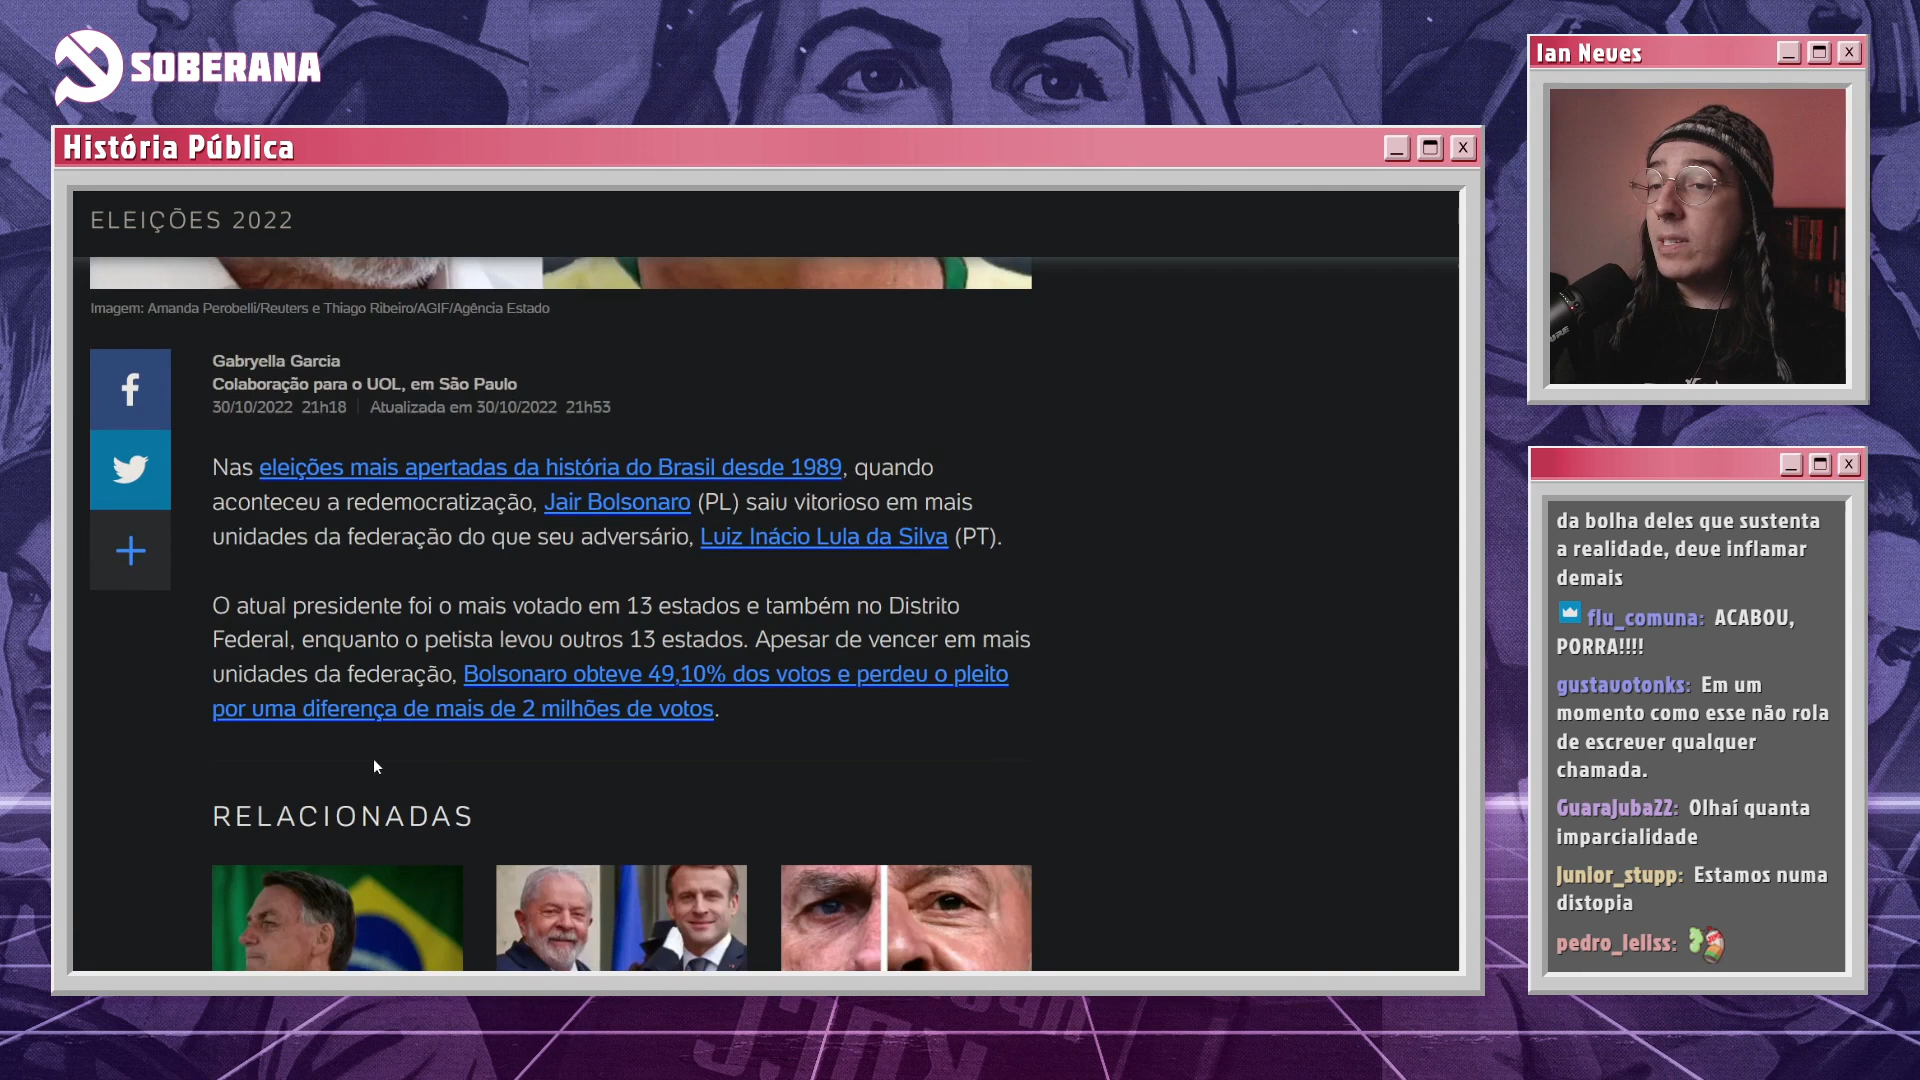 SOBERANA
Ian Neves
História Pública
ELEIÇÕES 2022
Imagem: Amanda Perobelli/Reuters e Thiago Ribeiro/AGIF/Agência Estado
Gabryella Garcia
Colaboração para o UOL, em São Paulo
30/10/2022 21h18 | Atualizada em 30/10/2022 21h53
Nas eleições mais apertadas da história do Brasil desde 1989, quando
aconteceu a redemocratização, Jair Bolsonaro (PL) saiu vitorioso em mais
unidades da federação do que seu adversário, Luiz Inácio Lula da Silva (PT).
O atual presidente foi o mais votado em 13 estados e também no Distrito
Federal, enquanto o petista levou outros 13 estados. Apesar de vencer em mais
unidades da federação, Bolsonaro obteve 49,10% dos votos e perdeu o pleito
por uma diferença de mais de 2 milhões de votos.
RELACIONADAS
da bolha deles que sustenta
a realidade, deve inflamar
demais
flu_comuna: ACABOU,
PORRA!!!!
gustavotonks: Em um
momento como esse não rola
de escrever qualquer
chamada.
GuaraJuba22: Olhaí quanta
imparcialidade
Junior_stupp: Estamos numa
distopia
pedro_lellss: